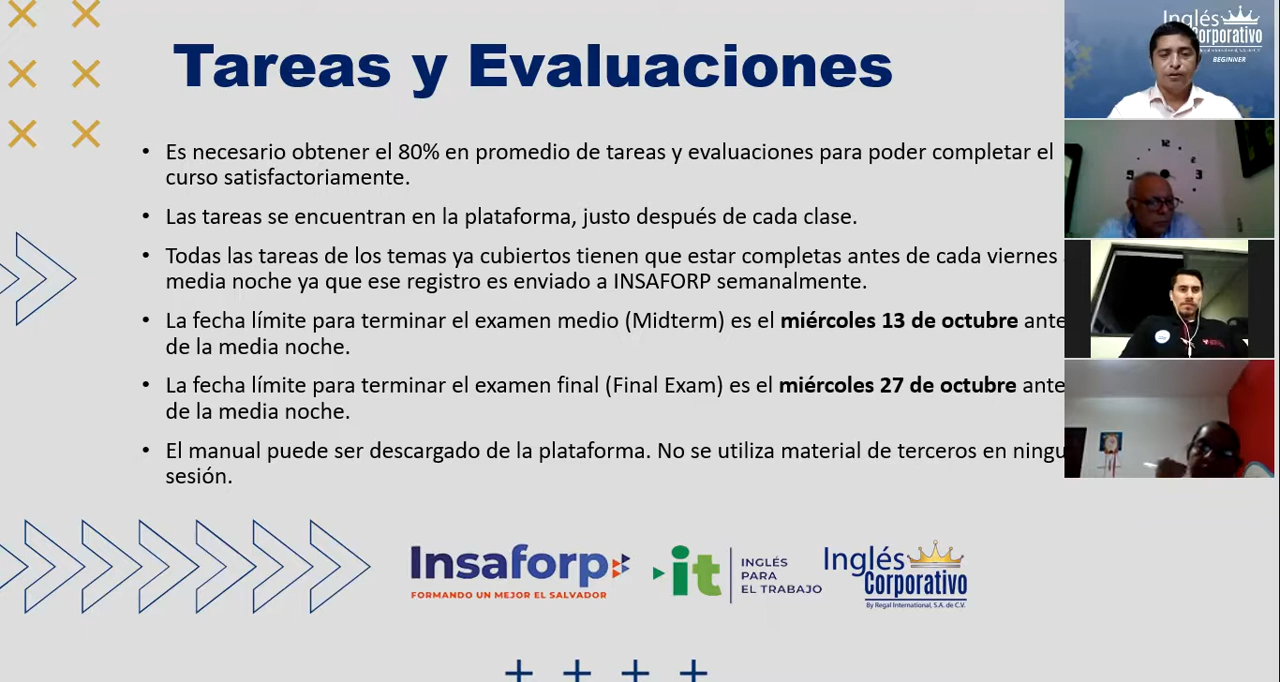 Tareas y Evaluaciones
• Es necesario obtener el 80% en promedio de tareas y evaluaciones para poder completar el
curso satisfactoriamente.
• Las tareas se encuentran en la plataforma, justo después de cada clase.
• Todas las tareas de los temas ya cubiertos tienen que estar completas antes de cada viernes
media noche ya que ese registro es enviado a INSAFORP semanalmente.
• La fecha límite para terminar el examen medio (Midterm) es el miércoles 13 de octubre ante
de la media noche.
• La fecha límite para terminar el examen final (Final Exam) es el miércoles 27 de octubre ante
de la media noche.
• El manual puede ser descargado de la plataforma. No se utiliza material de terceros en ningu
sesión.
Insaforp
FORMANDO UN MEJOR EL SALVADOR
it
INGLÉS
PARA
EL TRABAJO
Inglés
Corporativo
By Regal International, S.A. de C.V.
Inglés
Corporativo
BEGINNER
12
3